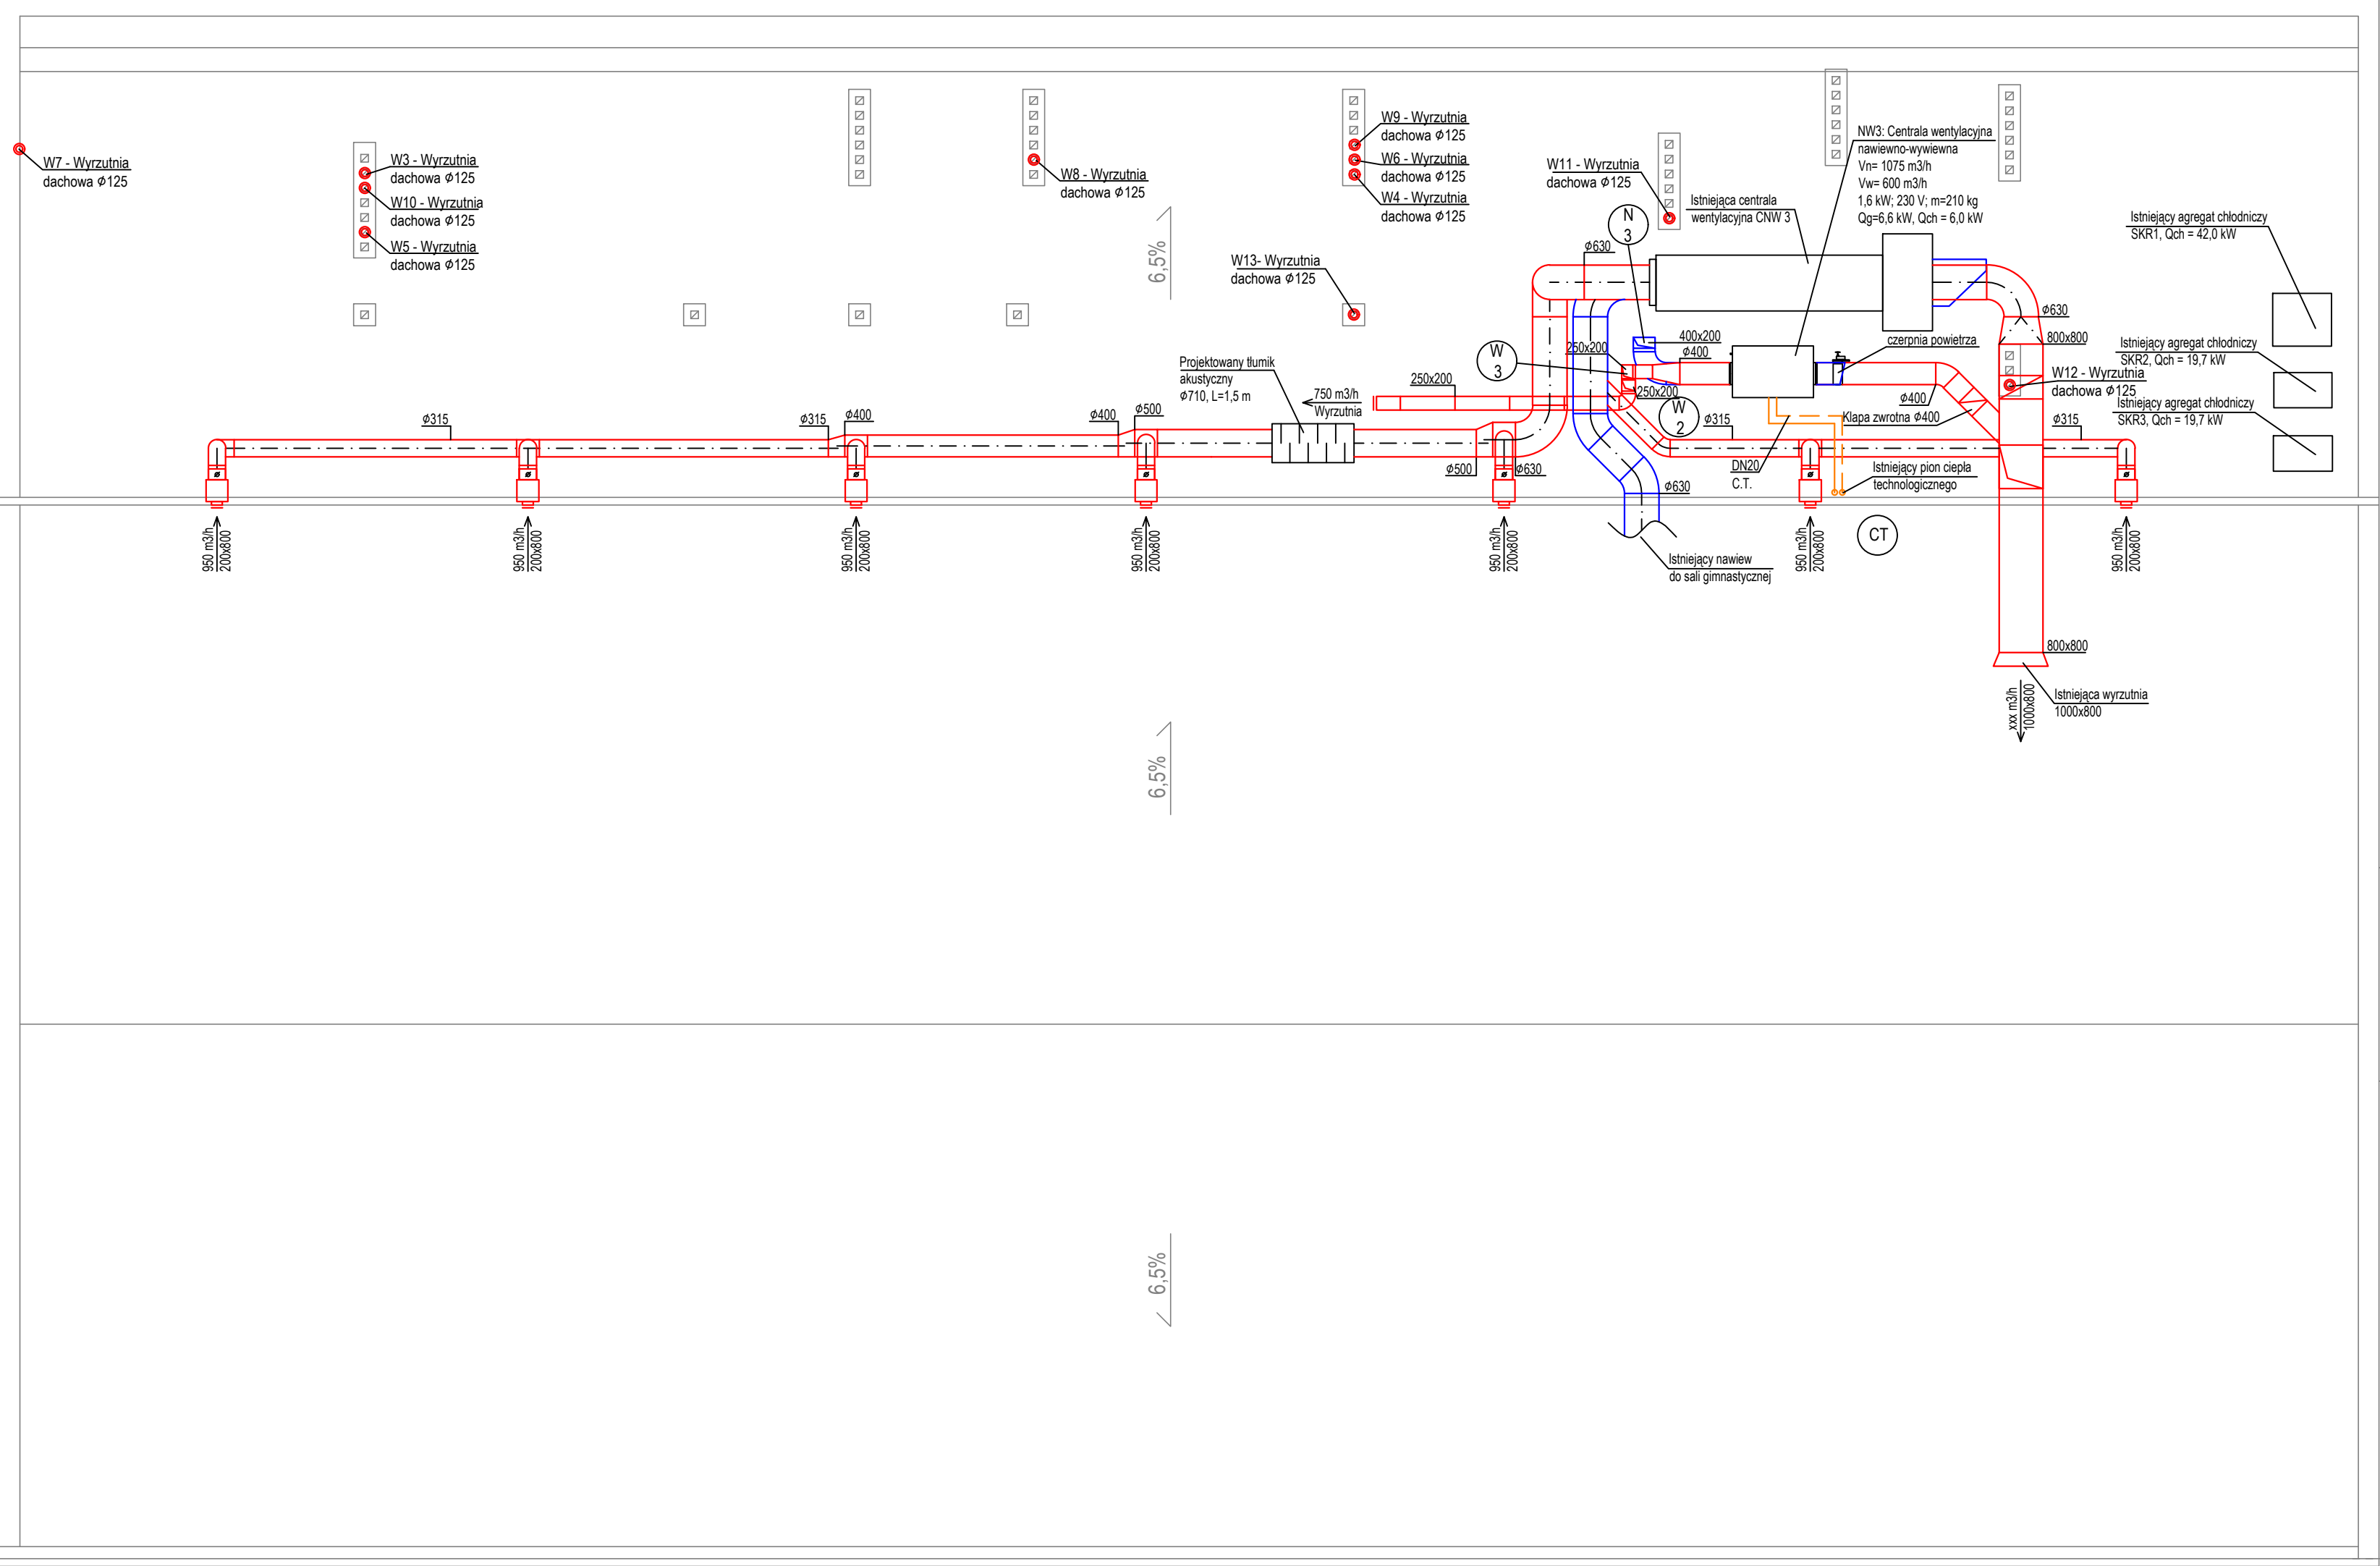 W7 - Wyrzutnia
dachowa ϕ125
W3 - Wyrzutnia
dachowa ϕ125
W10 - Wyrzutnia
dachowa ϕ125
W5 - Wyrzutnia
dachowa ϕ125
W8 - Wyrzutnia
dachowa ϕ125
W9 - Wyrzutnia
dachowa ϕ125
W6 - Wyrzutnia
dachowa ϕ125
W4 - Wyrzutnia
dachowa ϕ125
W11 - Wyrzutnia
dachowa ϕ125
NW3: Centrala wentylacyjna
nawiewno-wywiewna
Vn= 1075 m3/h
Vw= 600 m3/h
1,6 kW; 230 V; m=210 kg
Qg=6,6 kW, Qch = 6,0 kW
Istniejąca centrala
wentylacyjna CNW 3
N
3
Istniejący agregat chłodniczy
SKR1, Qch = 42,0 kW
6,5%
W13- Wyrzutnia
dachowa ϕ125
ϕ630
ϕ630
800x800
400x200
ϕ400
250x200
czerpnia powietrza
Istniejący agregat chłodniczy
SKR2, Qch = 19,7 kW
W
3
Projektowany tłumik
akustyczny
ϕ710, L=1,5 m
750 m3/h
Wyrzutnia
250x200
250x200
W
2
W12 - Wyrzutnia
dachowa ϕ125
Istniejący agregat chłodniczy
SKR3, Qch = 19,7 kW
ϕ400
Klapa zwrotna ϕ400
ϕ315
ϕ315
ϕ400
ϕ400
ϕ500
ϕ315
ϕ315
ϕ500
ϕ630
DN20
C.T.
Istniejący pion ciepła
technologicznego
ϕ630
CT
950 m3/h
200x800
950 m3/h
200x800
950 m3/h
200x800
950 m3/h
200x800
950 m3/h
200x800
950 m3/h
200x800
950 m3/h
200x800
Istniejący nawiew
do sali gimnastycznej
800x800
Istniejąca wyrzutnia
1000x800
xxx m3/h
1000x800
6,5%
6,5%